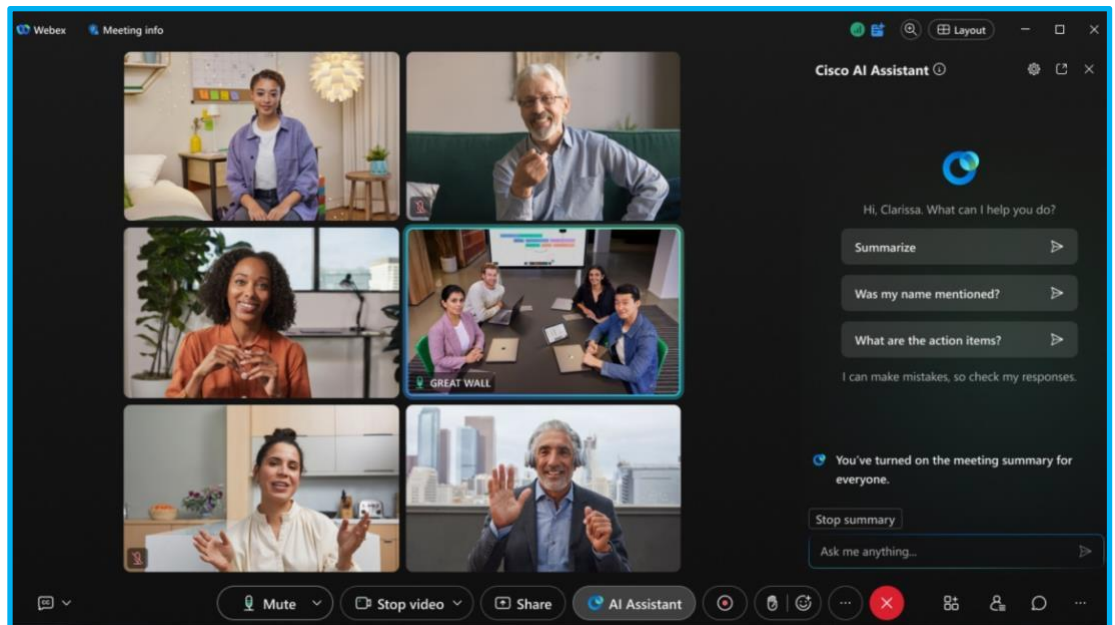 Webex
Meeting info
Layout
Cisco AI Assistant
Hi, Clarissa. What can I help you do?
Summarize
Was my name mentioned?
What are the action items?
I can make mistakes, so check my responses.
GREAT WALL
You've turned on the meeting summary for
everyone.
Stop summary
Ask me anything...
CC
Mute
Stop video
Share
AI Assistant